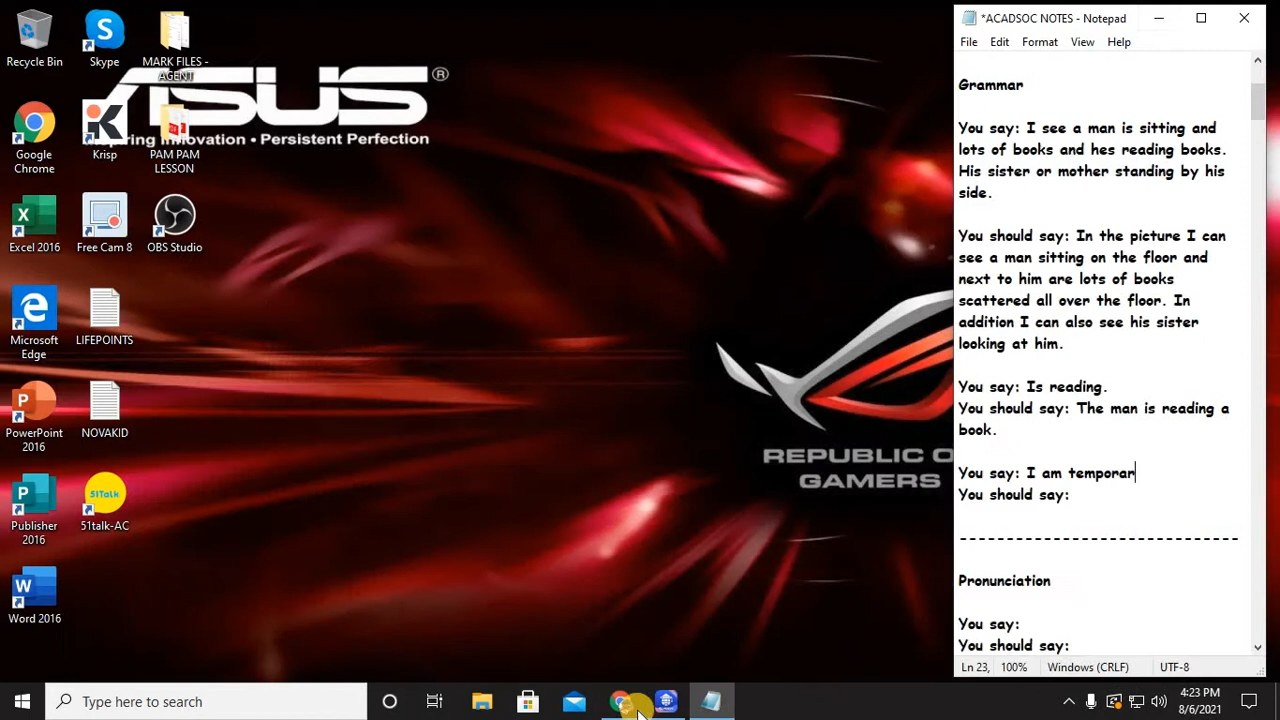 Recycle Bin
Skype
MARK FILES - AGENT
ASUS®
Inspiring Innovation • Persistent Perfection
Google Chrome
Krisp
PAM PAM LESSON
Excel 2016
Free Cam 8
OBS Studio
Microsoft Edge
LIFEPOINTS
PowerPoint 2016
NOVAKID
Publisher 2016
51Talk
51talk-AC
Word 2016
REPUBLIC O
GAMERS
*ACADSOC NOTES - Notepad
File Edit Format View Help
Grammar
You say: I see a man is sitting and
lots of books and hes reading books.
His sister or mother standing by his
side.
You should say: In the picture I can
see a man sitting on the floor and
next to him are lots of books
scattered all over the floor. In
addition I can also see his sister
looking at him.
You say: Is reading.
You should say: The man is reading a
book.
You say: I am temporar
You should say:
------------------------------
Pronunciation
You say:
You should say:
Ln 23, 100% Windows (CRLF) UTF-8
Type here to search
4:23 PM
8/6/2021